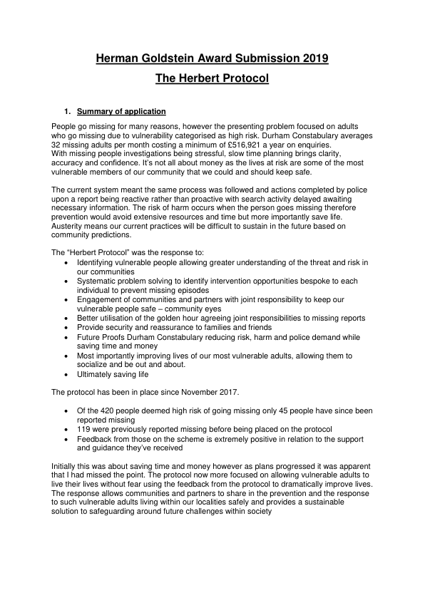 Herman Goldstein Award Submission 2019
The Herbert Protocol
1. Summary of application
People go missing for many reasons, however the presenting problem focused on adults
who go missing due to vulnerability categorised as high risk. Durham Constabulary averages
32 missing adults per month costing a minimum of £516,921 a year on enquiries.
With missing people investigations being stressful, slow time planning brings clarity,
accuracy and confidence. It's not all about money as the lives at risk are some of the most
vulnerable members of our community that we could and should keep safe.
The current system meant the same process was followed and actions completed by police
upon a report being reactive rather than proactive with search activity delayed awaiting
necessary information. The risk of harm occurs when the person goes missing therefore
prevention would avoid extensive resources and time but more importantly save life.
Austerity means our current practices will be difficult to sustain in the future based on
community predictions.
The “Herbert Protocol” was the response to:
• Identifying vulnerable people allowing greater understanding of the threat and risk in
our communities
• Systematic problem solving to identify intervention opportunities bespoke to each
individual to prevent missing episodes
• Engagement of communities and partners with joint responsibility to keep our
vulnerable people safe – community eyes
• Better utilisation of the golden hour agreeing joint responsibilities to missing reports
• Provide security and reassurance to families and friends
• Future Proofs Durham Constabulary reducing risk, harm and police demand while
saving time and money
• Most importantly improving lives of our most vulnerable adults, allowing them to
socialize and be out and about.
• Ultimately saving life
The protocol has been in place since November 2017.
• Of the 420 people deemed high risk of going missing only 45 people have since been
reported missing
• 119 were previously reported missing before being placed on the protocol
• Feedback from those on the scheme is extremely positive in relation to the support
and guidance they've received
Initially this was about saving time and money however as plans progressed it was apparent
that I had missed the point. The protocol now more focused on allowing vulnerable adults to
live their lives without fear using the feedback from the protocol to dramatically improve lives.
The response allows communities and partners to share in the prevention and the response
to such vulnerable adults living within our localities safely and provides a sustainable
solution to safeguarding around future challenges within society